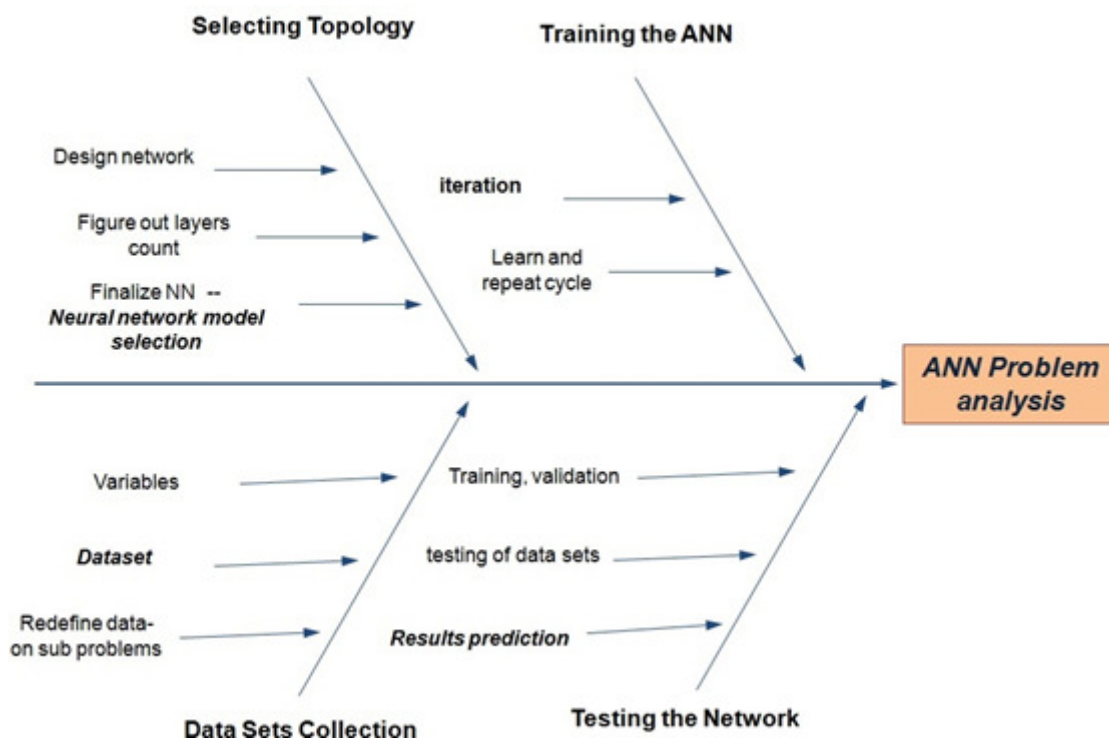 Selecting Topology
Training the ANN
Design network
Figure out layers
count
Finalize NN --
Neural network model
selection
iteration
Learn and
repeat cycle
ANN Problem
analysis
Variables
Dataset
Redefine data-
on sub problems
Training, validation
testing of data sets
Results prediction
Data Sets Collection
Testing the Network